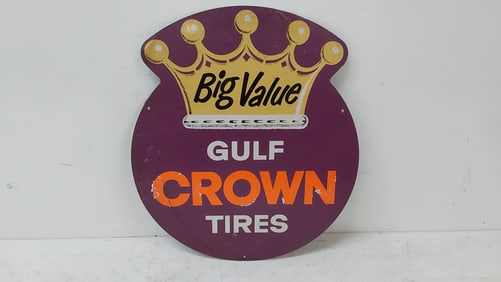 Big Value
GULF
CROWN
TIRES